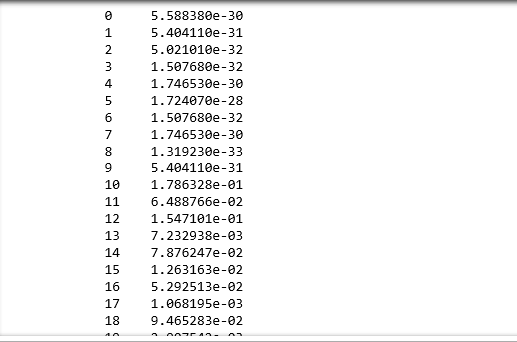 0 5.588380e-30
1 5.404110e-31
2 5.021010e-32
3 1.507680e-32
4 1.746530e-30
5 1.724070e-28
6 1.507680e-32
7 1.746530e-30
8 1.319230e-33
9 5.404110e-31
10 1.786328e-01
11 6.488766e-02
12 1.547101e-01
13 7.232938e-03
14 7.876247e-02
15 1.263163e-02
16 5.292513e-02
17 1.068195e-03
18 9.465283e-02